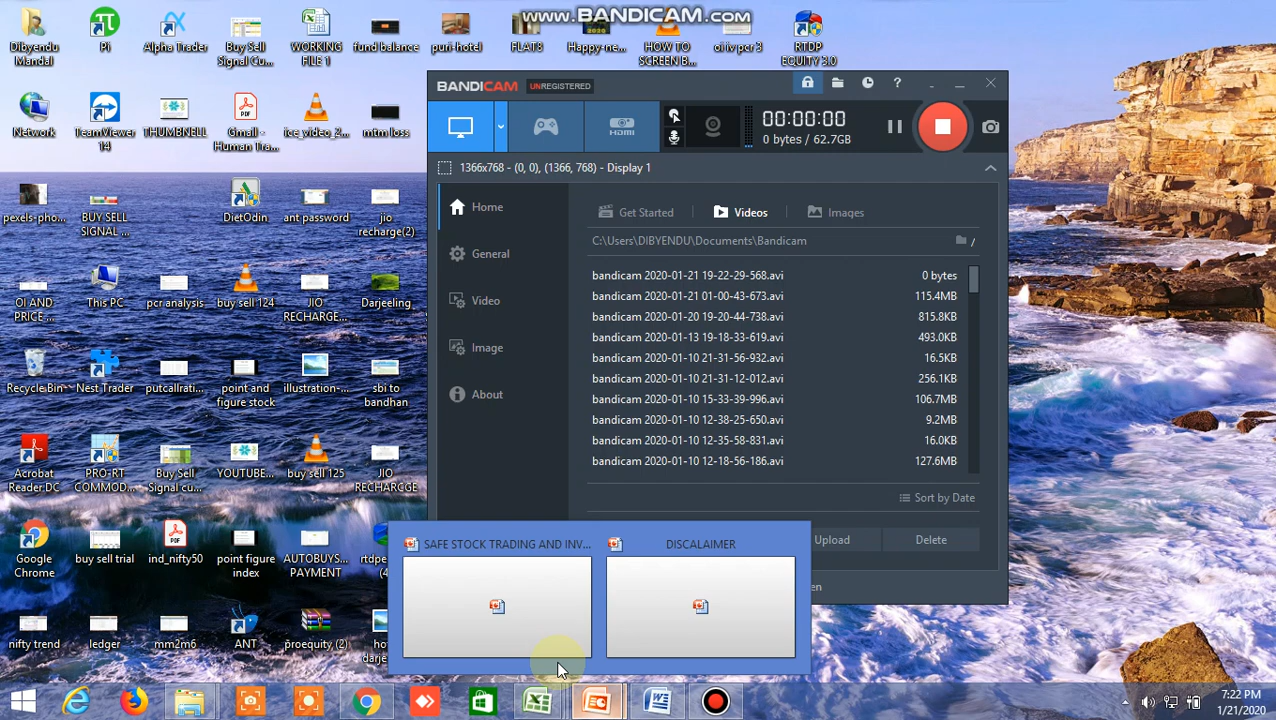 www.BANDICAM.com
Dibyendu Mandal
Pi
Alpha Trader
Buy Sell Signal Cu...
WORKING FILE 1
fund balance
puri-hotel
FLAT8
Happy-ne...
HOW TO SCREEN B...
oi iv pcr 3
RTDP EQUITY 3.0
Network
TeamViewer 14
THUMBNELL
Gmail - Human Tra...
ice_video_2...
mtm loss
pexels-pho...
BUY SELL SIGNAL ...
DietOdin
ant password
jio recharge(2)
OI AND PRICE ...
This PC
pcr analysis
buy sell 124
JIO RECHARGE...
Darjeeling
Recycle Bin
Nest Trader
putcallrati...
point and figure stock
illustration-...
sbi to bandhan
Acrobat Reader DC
PRO-RT COMMOD...
Buy Sell Signal cu...
YOUTUBE...
buy sell 125
JIO RECHARGE
Google Chrome
buy sell trial
ind_nifty50
point figure index
AUTOBUYS... PAYMENT
rtdpe
nifty trend
ledger
mm2m6
ANT
proequity (2)
BANDICAM UNREGISTERED
?
HDMI
00:00:00
0 bytes / 62.7GB
1366x768 - (0, 0), (1366, 768) - Display 1
Home
General
Video
Image
About
Get Started
Videos
Images
C:\Users\DIBYENDU\Documents\Bandicam
/
bandicam 2020-01-21 19-22-29-568.avi 0 bytes
bandicam 2020-01-21 01-00-43-673.avi 115.4MB
bandicam 2020-01-20 19-20-44-738.avi 815.8KB
bandicam 2020-01-13 19-18-33-619.avi 493.0KB
bandicam 2020-01-10 21-31-56-932.avi 16.5KB
bandicam 2020-01-10 21-31-12-012.avi 256.1KB
bandicam 2020-01-10 15-33-39-996.avi 106.7MB
bandicam 2020-01-10 12-38-25-650.avi 9.2MB
bandicam 2020-01-10 12-35-58-831.avi 16.0KB
bandicam 2020-01-10 12-18-56-186.avi 127.6MB
Sort by Date
Upload
Delete
SAFE STOCK TRADING AND INV...
DISCALAIMER
7:22 PM
1/21/2020